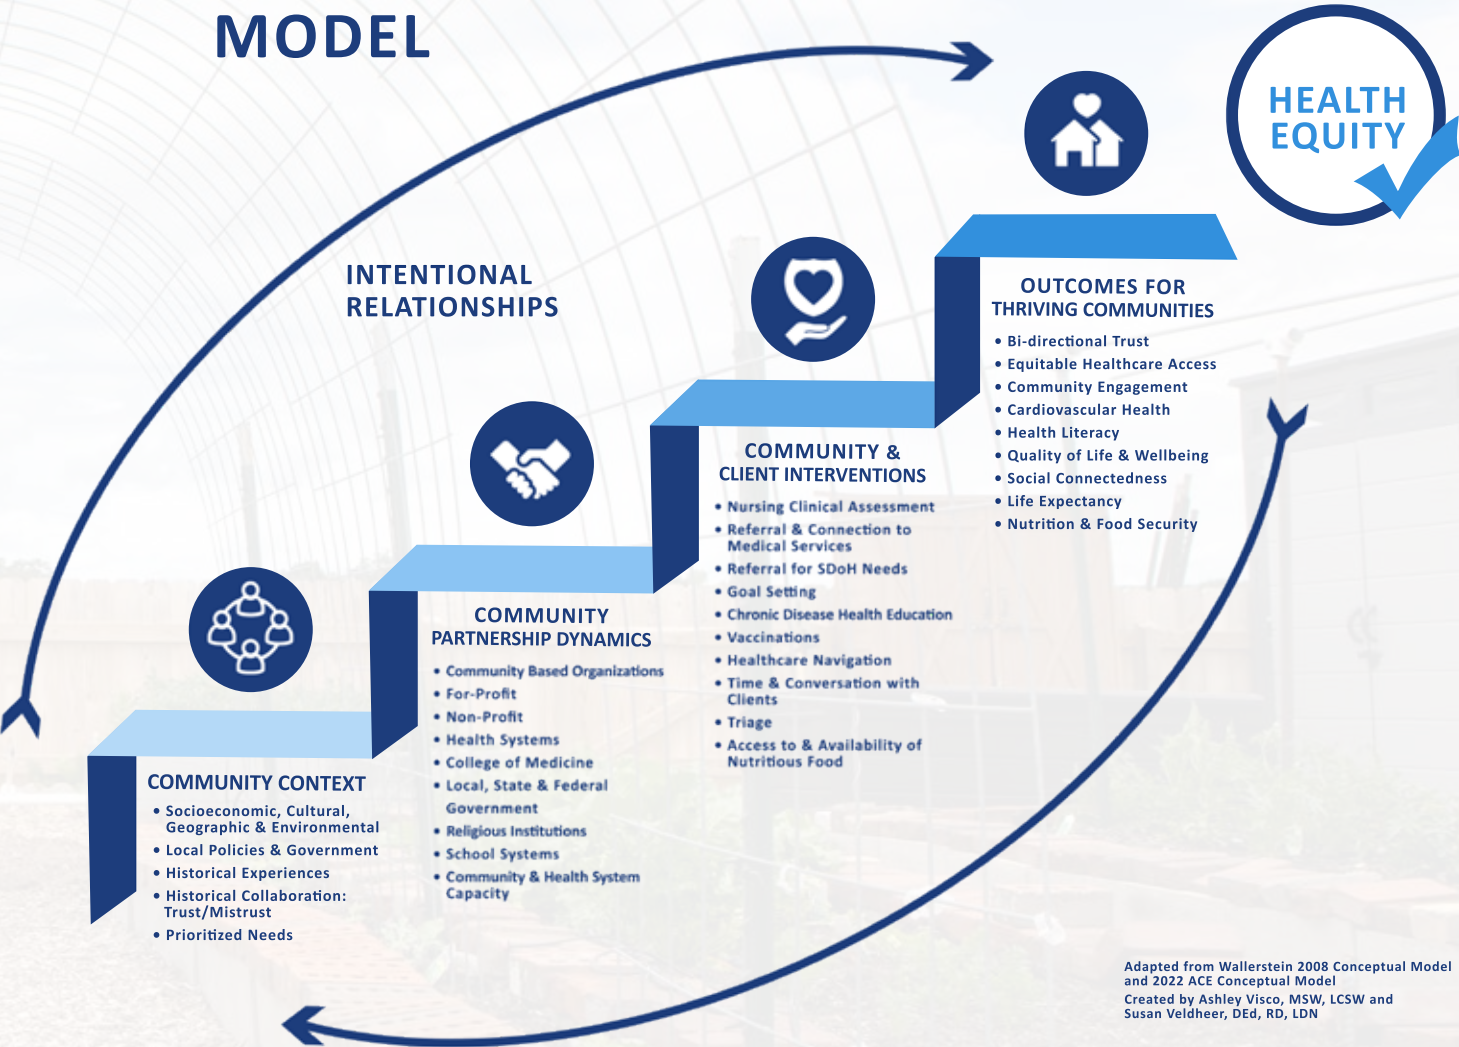 MODEL
HEALTH
EQUITY
INTENTIONAL
RELATIONSHIPS
COMMUNITY CONTEXT
• Socioeconomic, Cultural,
Geographic & Environmental
• Local Policies & Government
• Historical Experiences
• Historical Collaboration:
Trust/Mistrust
• Prioritized Needs
COMMUNITY
PARTNERSHIP DYNAMICS
• Community Based Organizations
• For-Profit
• Non-Profit
• Health Systems
• College of Medicine
• Local, State & Federal
Government
• Religious Institutions
• School Systems
• Community & Health System
Capacity
COMMUNITY &
CLIENT INTERVENTIONS
• Nursing Clinical Assessment
• Referral & Connection to
Medical Services
• Referral for SDoH Needs
• Goal Setting
• Chronic Disease Health Education
• Vaccinations
• Healthcare Navigation
• Time & Conversation with
Clients
• Triage
• Access to & Availability of
Nutritious Food
OUTCOMES FOR
THRIVING COMMUNITIES
• Bi-directional Trust
• Equitable Healthcare Access
• Community Engagement
• Cardiovascular Health
• Health Literacy
• Quality of Life & Wellbeing
• Social Connectedness
• Life Expectancy
• Nutrition & Food Security
Adapted from Wallerstein 2008 Conceptual Model
and 2022 ACE Conceptual Model
Created by Ashley Visco, MSW, LCSW and
Susan Veldheer, DEd, RD, LDN